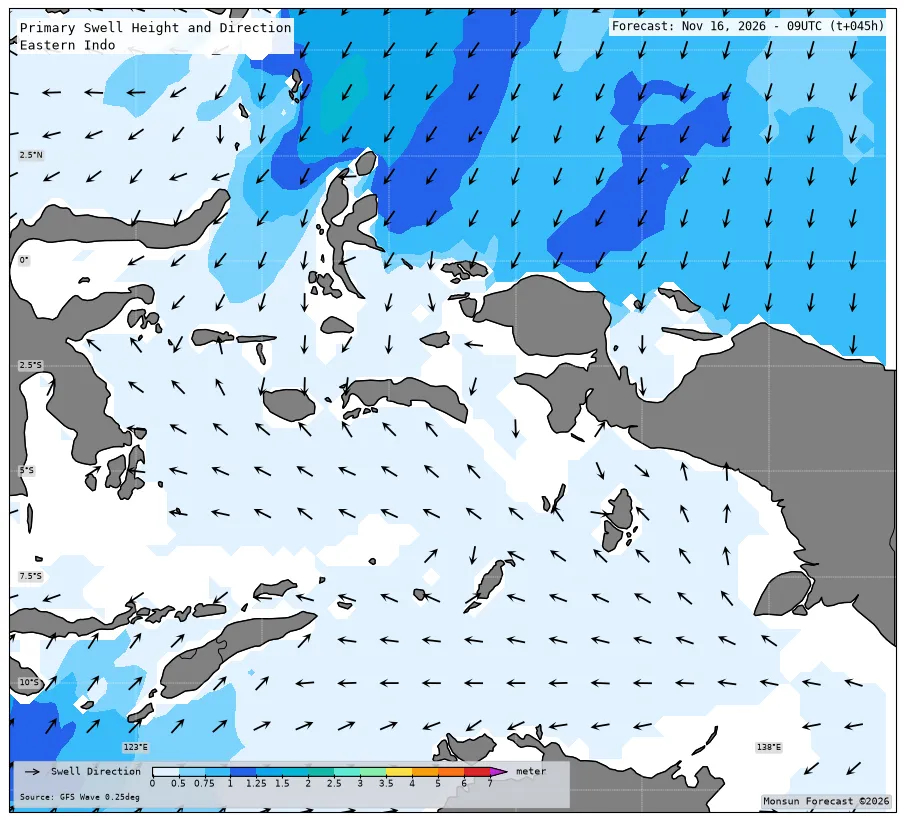 Primary Swell Height and Direction
Eastern Indo
Forecast: Nov 16, 2026 - 09UTC (t+045h)
2.5°N
0°
2.5°S
5°S
7.5°S
10°S
123°E
138°E
Swell Direction
0 0.5 0.75 1 1.25 1.5 2 2.5 3 3.5 4 5 6 7
meter
Source: GFS Wave 0.25deg
Monsun Forecast ©2026